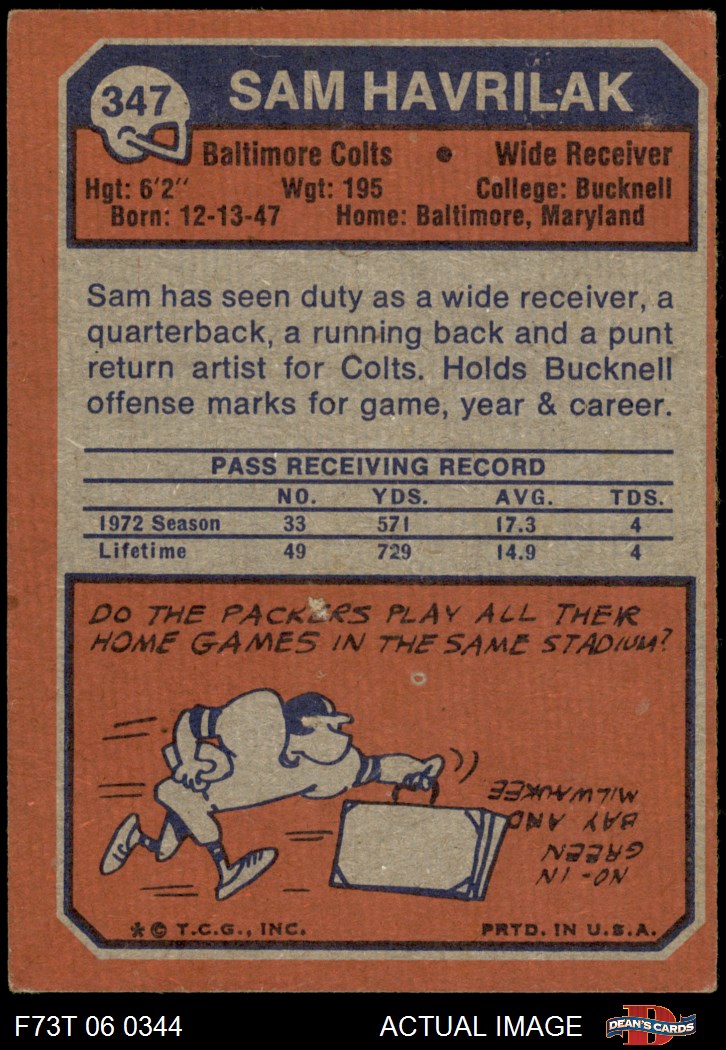 347
SAM HAVRILAK
Baltimore Colts • Wide Receiver
Hgt: 6'2" Wgt: 195 College: Bucknell
Born: 12-13-47 Home: Baltimore, Maryland
Sam has seen duty as a wide receiver, a
quarterback, a running back and a punt
return artist for Colts. Holds Bucknell
offense marks for game, year & career.
PASS RECEIVING RECORD
NO. YDS. AVG. TDS.
1972 Season 33 571 17.3 4
Lifetime 49 729 14.9 4
DO THE PACKERS PLAY ALL THEIR
HOME GAMES IN THE SAME STADIUM?
NO-IN
GREEN
BAY AND
MILWAUKEE
* © T.C.G., INC. PRTD. IN U.S.A.
F73T 06 0344 ACTUAL IMAGE
D
DEAN'S CARDS